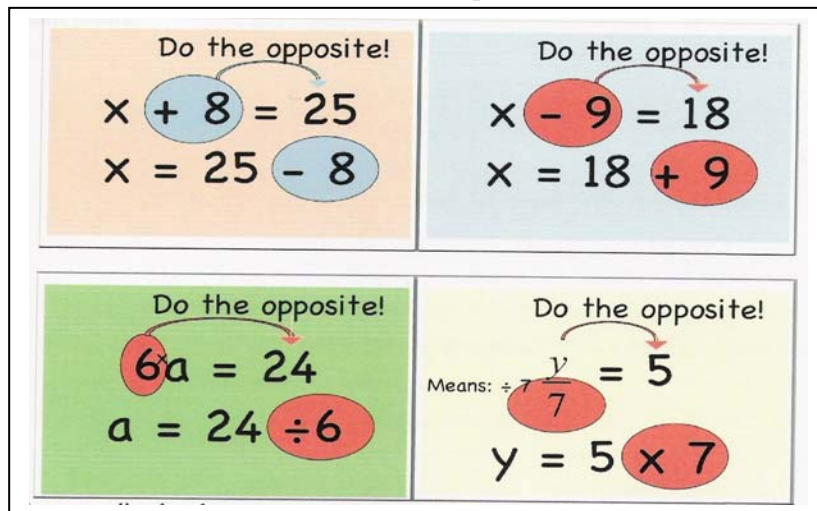 Do the opposite!
x + 8 = 25
x = 25 - 8
Do the opposite!
x - 9 = 18
x = 18 + 9
Do the opposite!
6×a = 24
a = 24 ÷6
Do the opposite!
Means: ÷ 7 y/7 = 5
y = 5 x 7